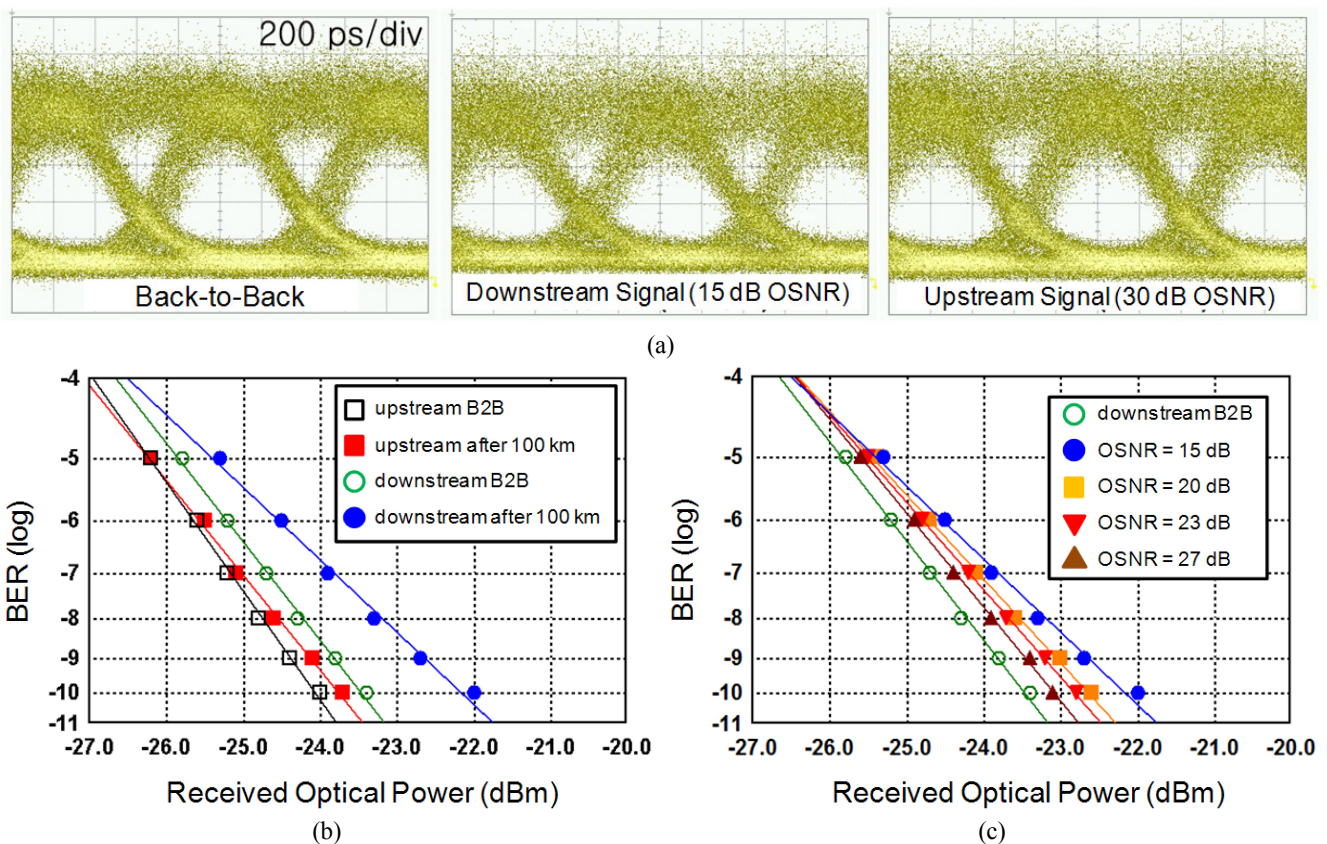 200 ps/div
Back-to-Back
Downstream Signal (15 dB OSNR)
Upstream Signal (30 dB OSNR)
(a)
-4
-5
-6
-7
-8
-9
-10
-11
BER (log)
upstream B2B
upstream after 100 km
downstream B2B
downstream after 100 km
-27.0 -26.0 -25.0 -24.0 -23.0 -22.0 -21.0 -20.0
Received Optical Power (dBm)
(b)
-4
-5
-6
-7
-8
-9
-10
-11
BER (log)
downstream B2B
OSNR = 15 dB
OSNR = 20 dB
OSNR = 23 dB
OSNR = 27 dB
-27.0 -26.0 -25.0 -24.0 -23.0 -22.0 -21.0 -20.0
Received Optical Power (dBm)
(c)